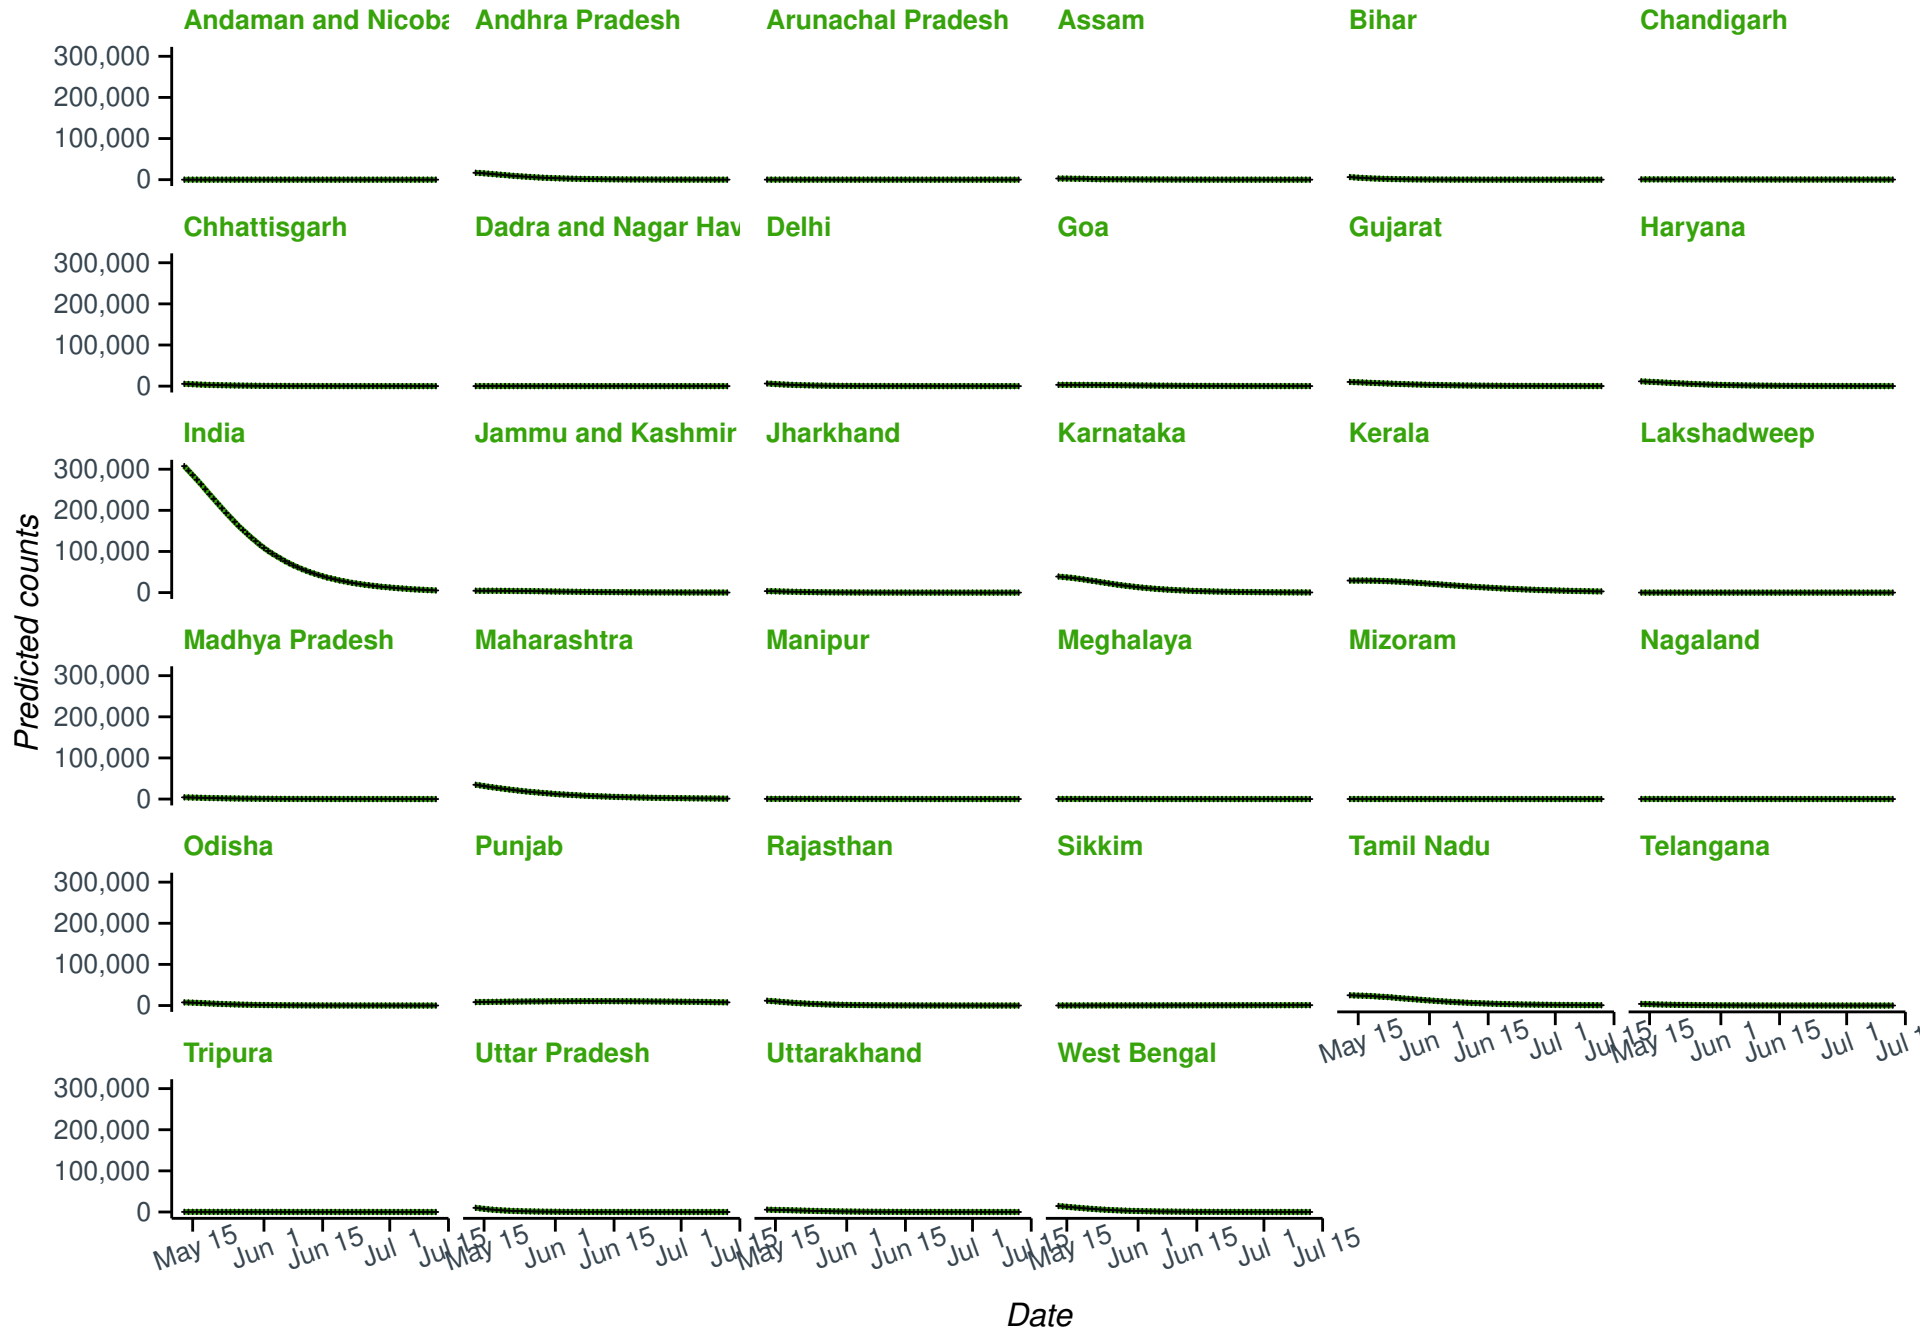 Andaman and Nicoba Andhra Pradesh Arunachal Pradesh Assam Bihar Chandigarh
300,000
200,000
100,000
0
Chhattisgarh Dadra and Nagar Hav Delhi Goa Gujarat Haryana
300,000
200,000
100,000
0
India Jammu and Kashmir Jharkhand Karnataka Kerala Lakshadweep
300,000
200,000
100,000
0
Predicted counts
Madhya Pradesh Maharashtra Manipur Meghalaya Mizoram Nagaland
300,000
200,000
100,000
0
Odisha Punjab Rajasthan Sikkim Tamil Nadu Telangana
300,000
200,000
100,000
0
May 15 Jun 1 Jun 15 Jul 1 Jul 15 May 15 Jun 1 Jun 15 Jul 1 Jul 1
Tripura Uttar Pradesh Uttarakhand West Bengal
300,000
200,000
100,000
0
May 15 Jun 1 Jun 15 Jul 1 Jul 15 May 15 Jun 1 Jun 15 Jul 1 Jul 15 May 15 Jun 1 Jun 15 Jul 1 Jul 15 May 15 Jun 1 Jun 15 Jul 1 Jul 15
Date